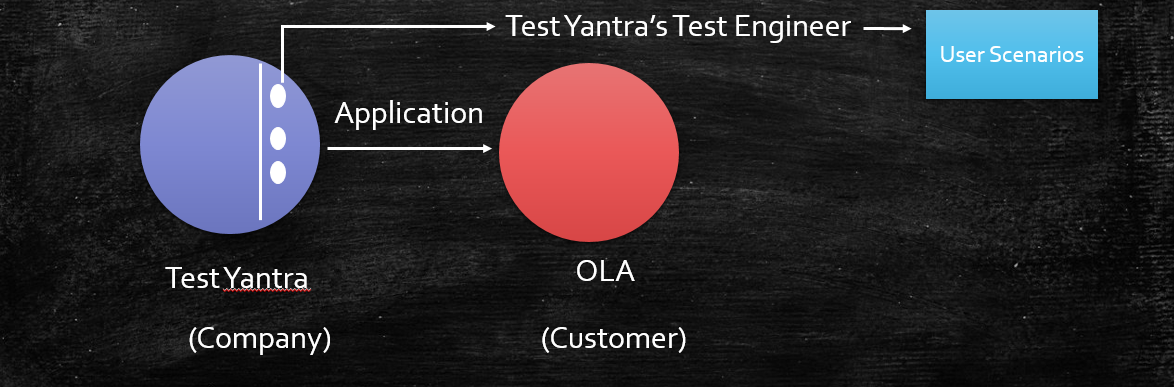 Test Yantra's Test Engineer
User Scenarios
Application
Test Yantra
OLA
(Company)
(Customer)